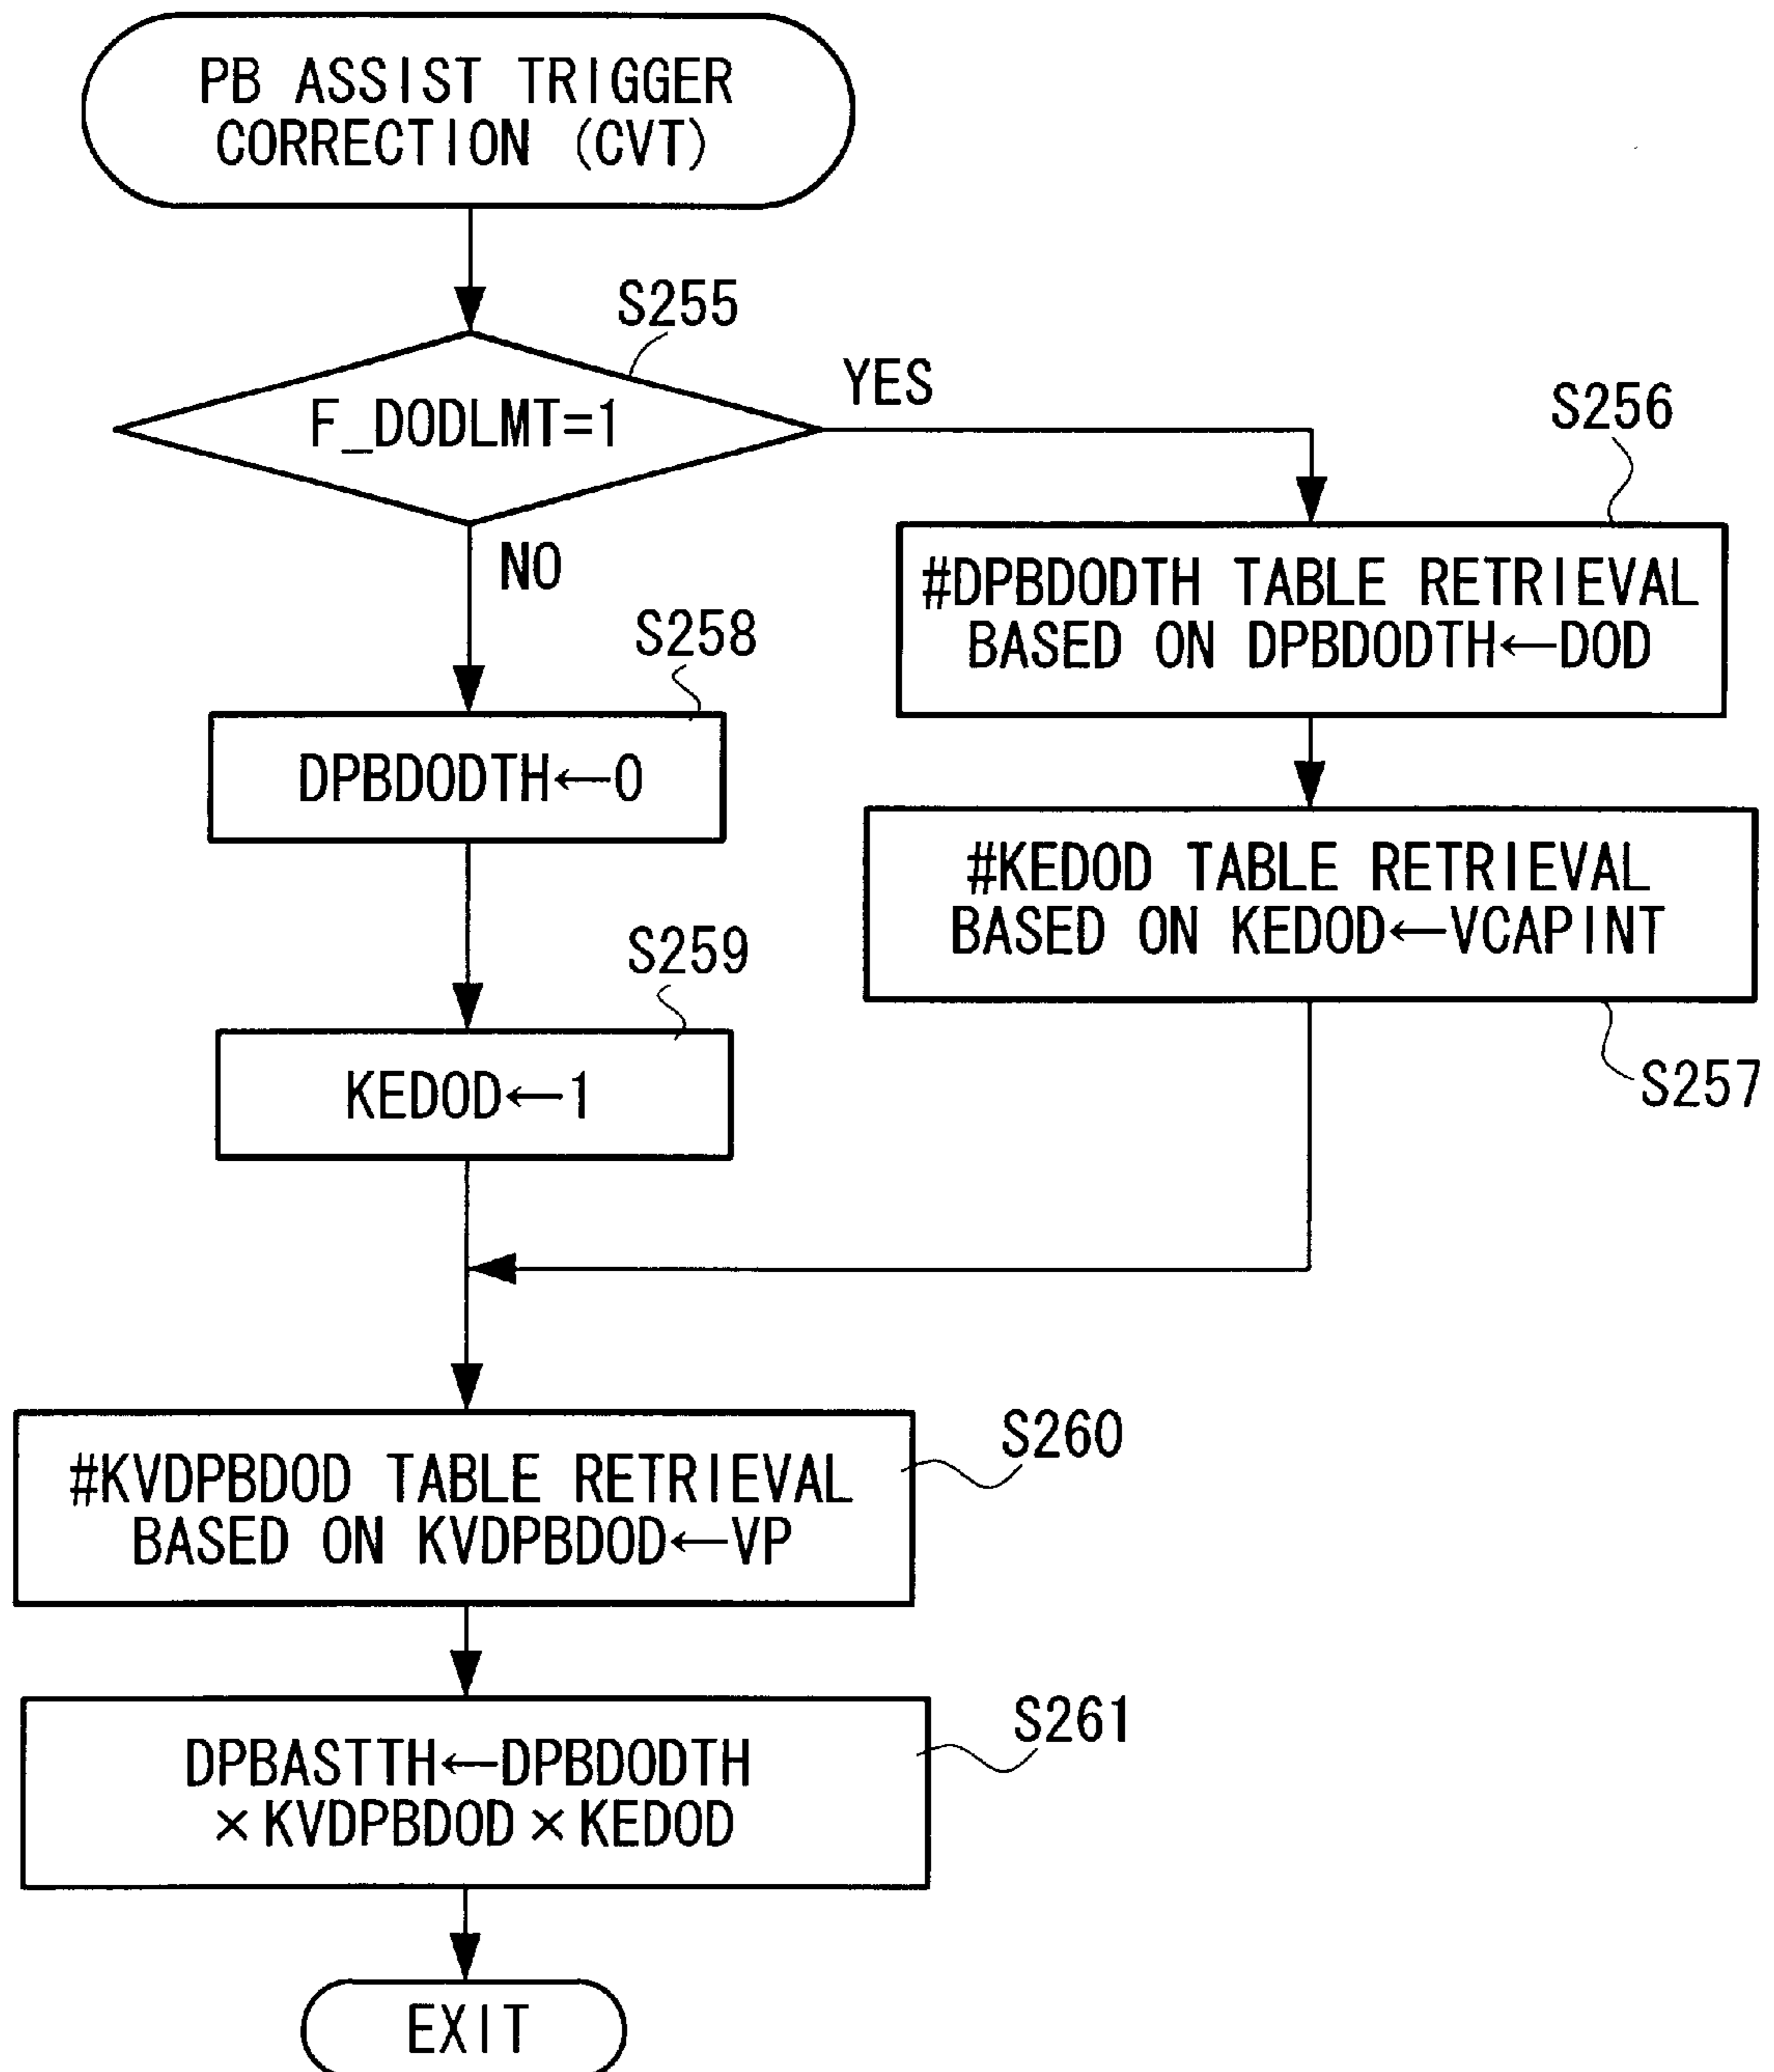 PB ASSIST TRIGGER
CORRECTION (CVT)
S255
F_DODLMT=1
YES
NO
S256
#DPBDODTH TABLE RETRIEVAL
BASED ON DPBDODTH←DOD
S258
DPBDODTH←0
#KEDOD TABLE RETRIEVAL
BASED ON KEDOD←VCAPINT
S257
S259
KEDOD←1
S260
#KVDPBDOD TABLE RETRIEVAL
BASED ON KVDPBDOD←VP
S261
DPBASTTH←DPBDODTH
×KVDPBDOD×KEDOD
EXIT